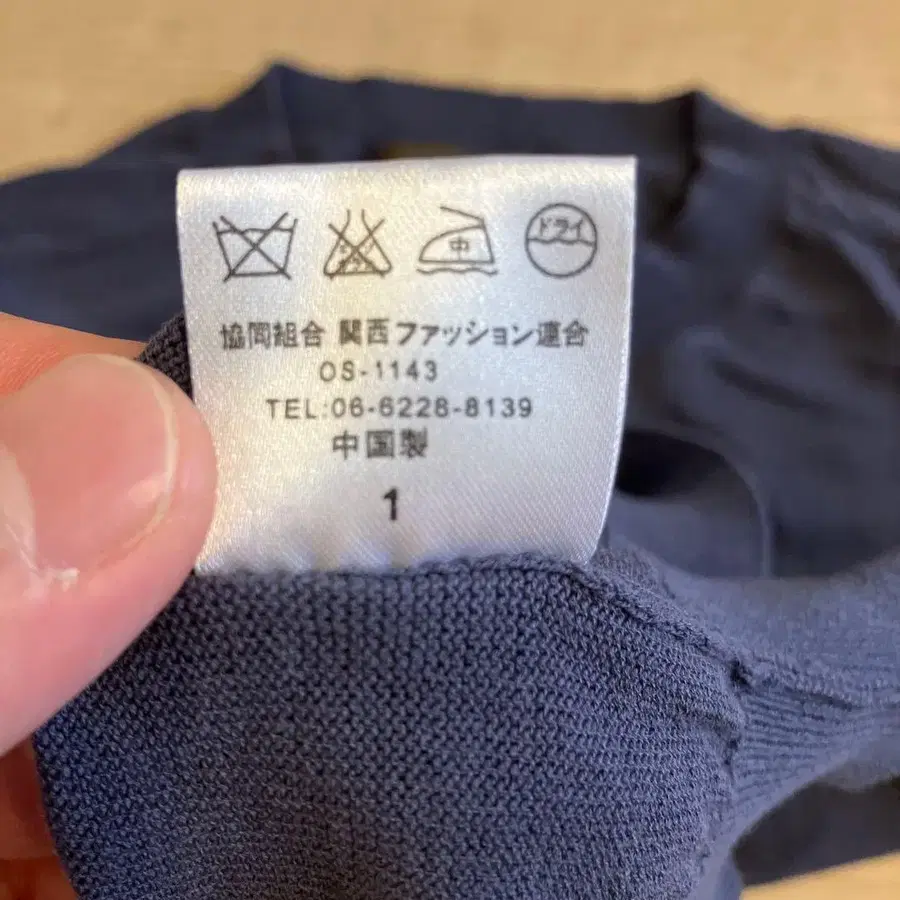 中 ドライ
協同組合 関西ファッション連合
OS-1143
TEL:06-6228-8139
中国製
1